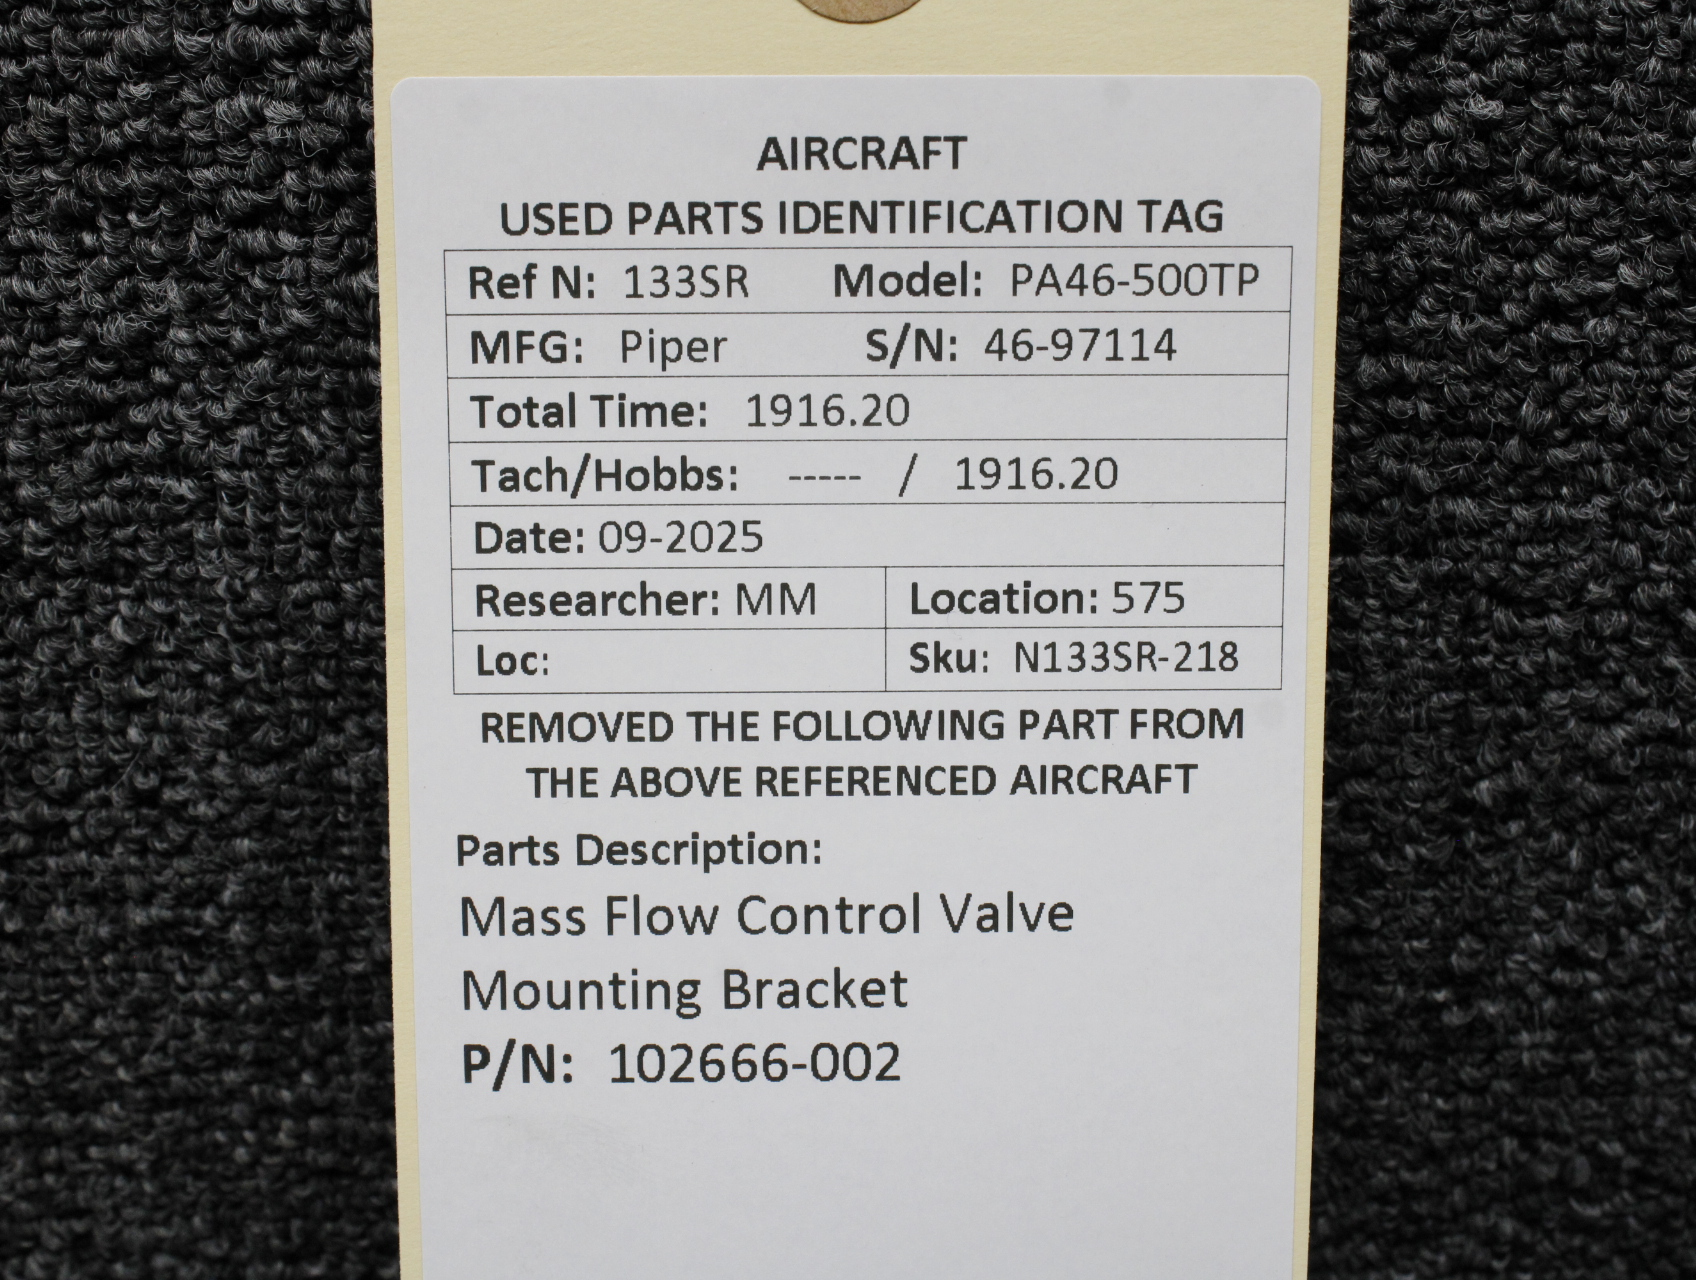 AIRCRAFT
USED PARTS IDENTIFICATION TAG
Ref N: 133SR Model: PA46-500TP
MFG: Piper S/N: 46-97114
Total Time: 1916.20
Tach/Hobbs: ----- / 1916.20
Date: 09-2025
Researcher: MM Location: 575
Loc: Sku: N133SR-218
REMOVED THE FOLLOWING PART FROM
THE ABOVE REFERENCED AIRCRAFT
Parts Description:
Mass Flow Control Valve
Mounting Bracket
P/N: 102666-002